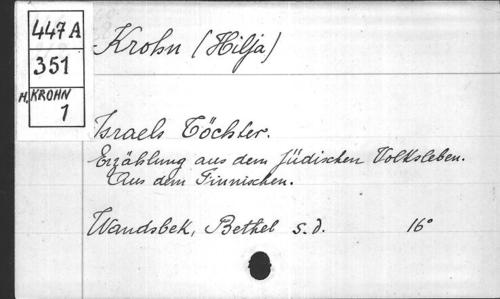 447 A
351
H. KROHN
1
Krohn (Hilja)
Israels Töchter.
Erzählung aus dem Jüdischen Volksleben.
Aus dem Finnischen.
Wandsbek, Bethel s.d. 16°